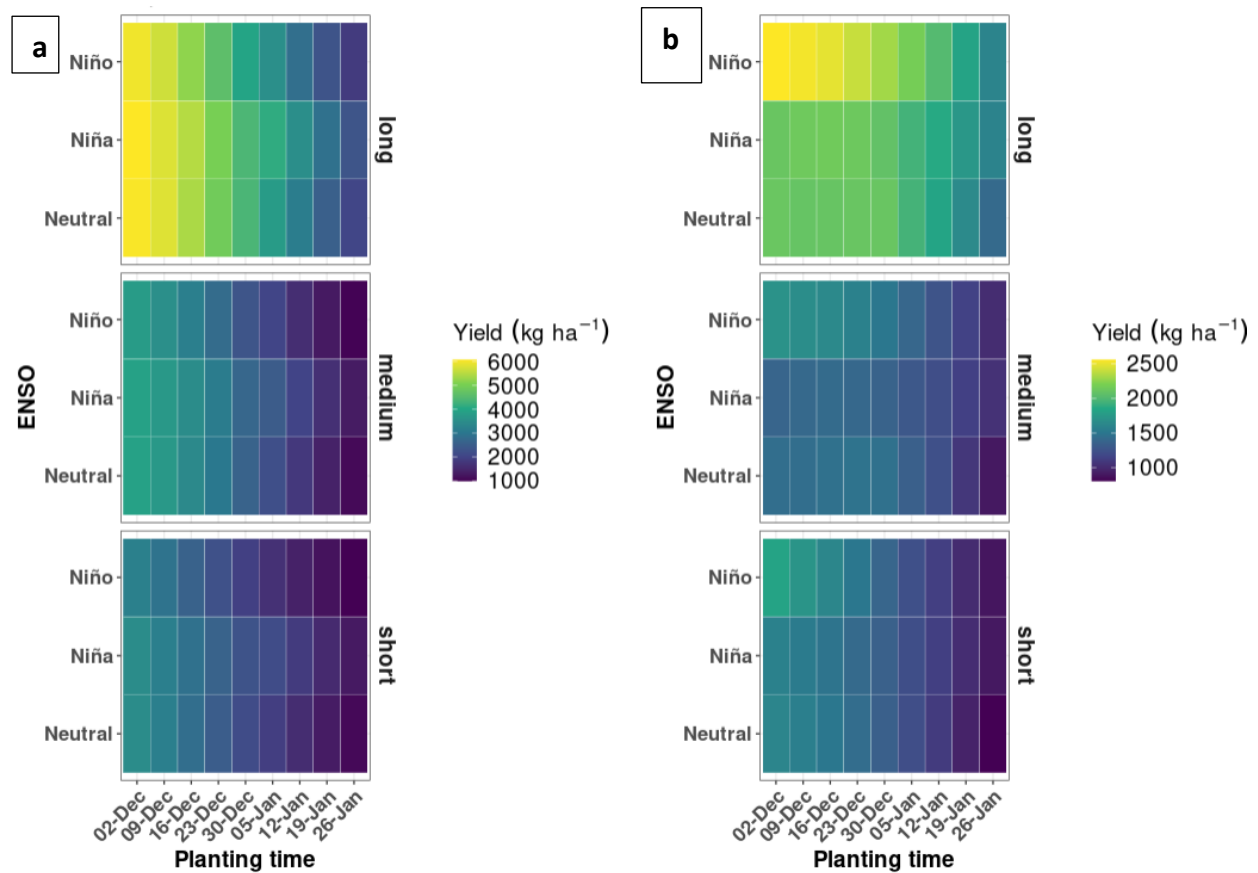 a
Niño
Niña
Neutral
long
Niño
Niña
Neutral
medium
Niño
Niña
Neutral
short
ENSO
02-Dec
09-Dec
16-Dec
23-Dec
30-Dec
05-Jan
12-Jan
19-Jan
26-Jan
Planting time
Yield (kg ha⁻¹)
6000
5000
4000
3000
2000
1000
b
Niño
Niña
Neutral
long
Niño
Niña
Neutral
medium
Niño
Niña
Neutral
short
ENSO
02-Dec
09-Dec
16-Dec
23-Dec
30-Dec
05-Jan
12-Jan
19-Jan
26-Jan
Planting time
Yield (kg ha⁻¹)
2500
2000
1500
1000